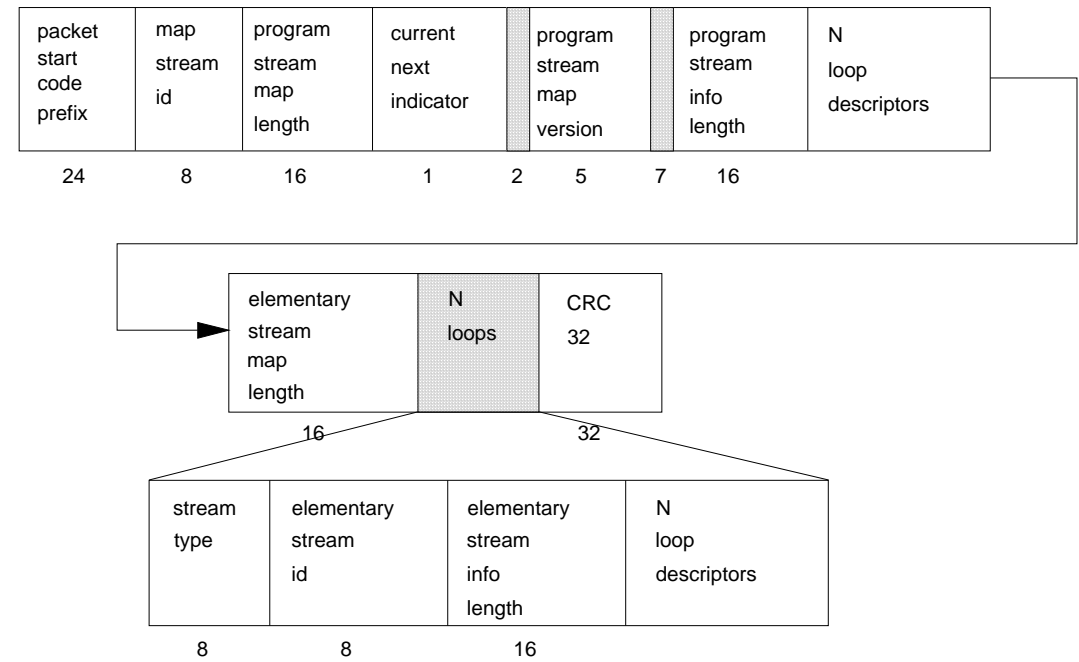 packet
start
code
prefix
map
stream
id
program
stream
map
length
current
next
indicator
program
stream
map
version
program
stream
info
length
N
loop
descriptors
24
8
16
1
2
5
7
16
elementary
stream
map
length
N
loops
CRC
32
16
32
stream
type
elementary
stream
id
elementary
stream
info
length
N
loop
descriptors
8
8
16